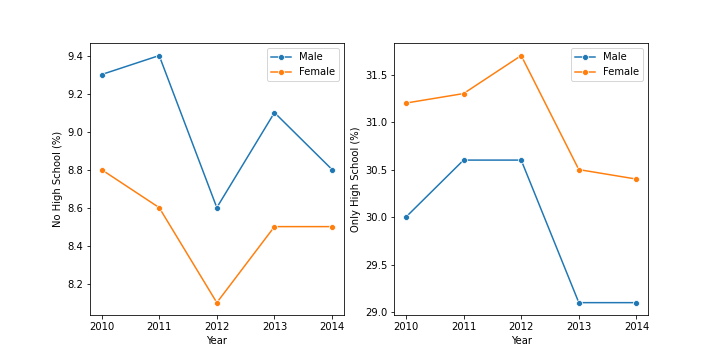 No High School (%)
9.4
9.2
9.0
8.8
8.6
8.4
8.2
2010 2011 2012 2013 2014
Year
Male
Female
Only High School (%)
31.5
31.0
30.5
30.0
29.5
29.0
2010 2011 2012 2013 2014
Year
Male
Female